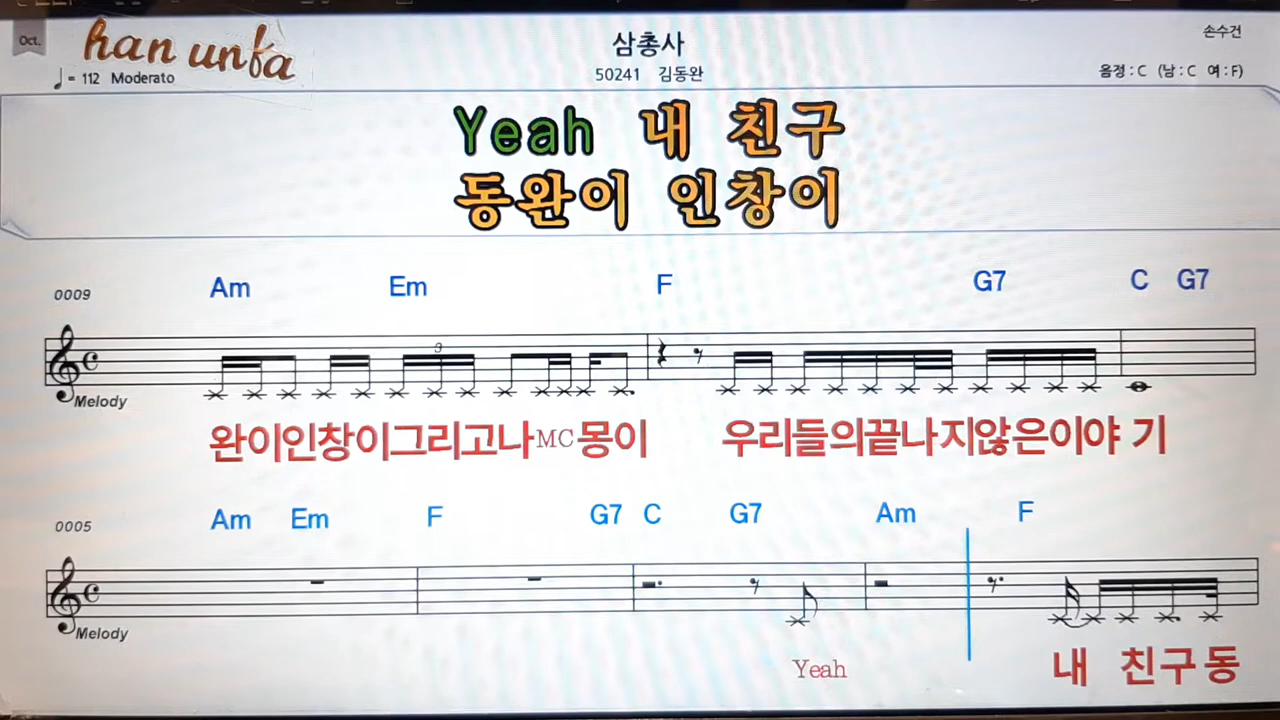 Oct.
han unfa
삼총사
손수건
♩ = 112 Moderato
50241 김동완
음정 : C (남 : C 여 : F)
Yeah 내 친구
동완이 인창이
0009 Am Em F G7 C G7
3
Melody
완이인창이그리고나MC몽이 우리들의끝나지않은이야 기
0005 Am Em F G7 C G7 Am F
Melody
Yeah 내 친구동